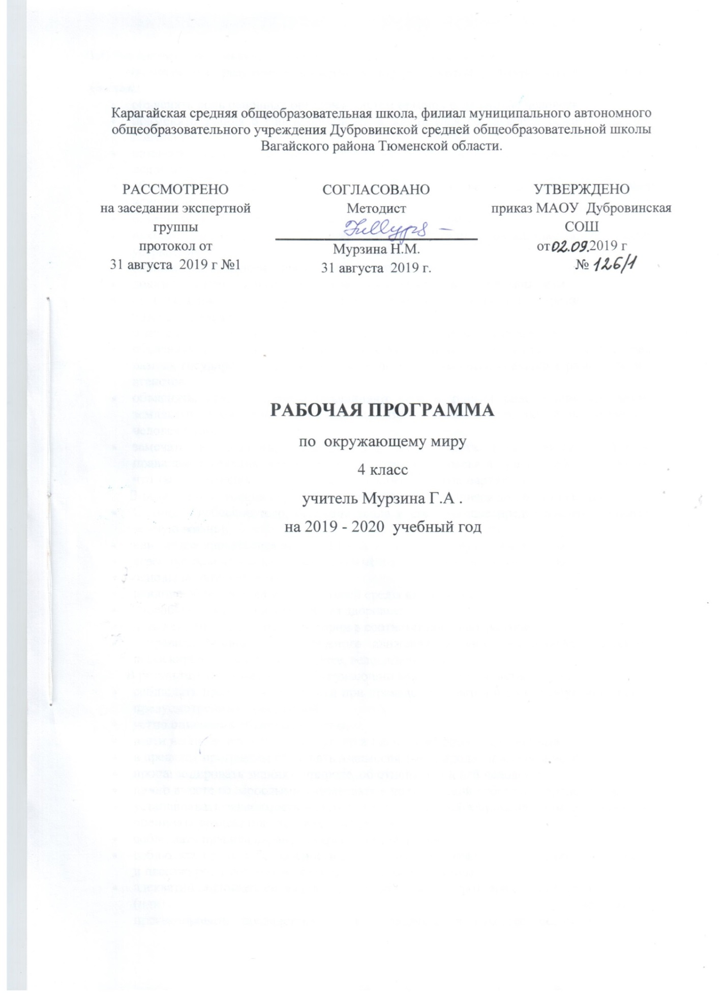 Карагайская средняя общеобразовательная школа, филиал муниципального автономного
общеобразовательного учреждения Дубровинской средней общеобразовательной школы
Вагайского района Тюменской области.
РАССМОТРЕНО
на заседании экспертной
группы
протокол от
31 августа 2019 г №1
СОГЛАСОВАНО
Методист
Мурзина Н.М.
31 августа 2019 г.
УТВЕРЖДЕНО
приказ МАОУ Дубровинская
СОШ
от 02.09.2019 г
№ 126/1
РАБОЧАЯ ПРОГРАММА
по окружающему миру
4 класс
учитель Мурзина Г.А .
на 2019 - 2020 учебный год